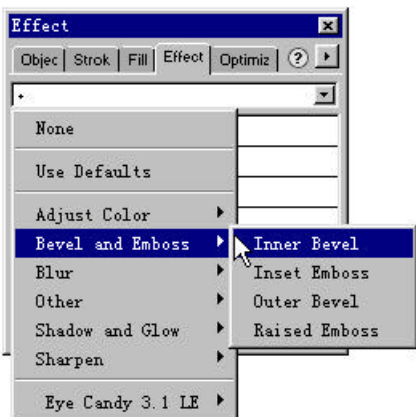 Effect
Objec Strok Fill Effect Optimiz ?
None
Use Defaults
Adjust Color
Bevel and Emboss
Inner Bevel
Blur
Inset Emboss
Other
Outer Bevel
Shadow and Glow
Raised Emboss
Sharpen
Eye Candy 3.1 LE